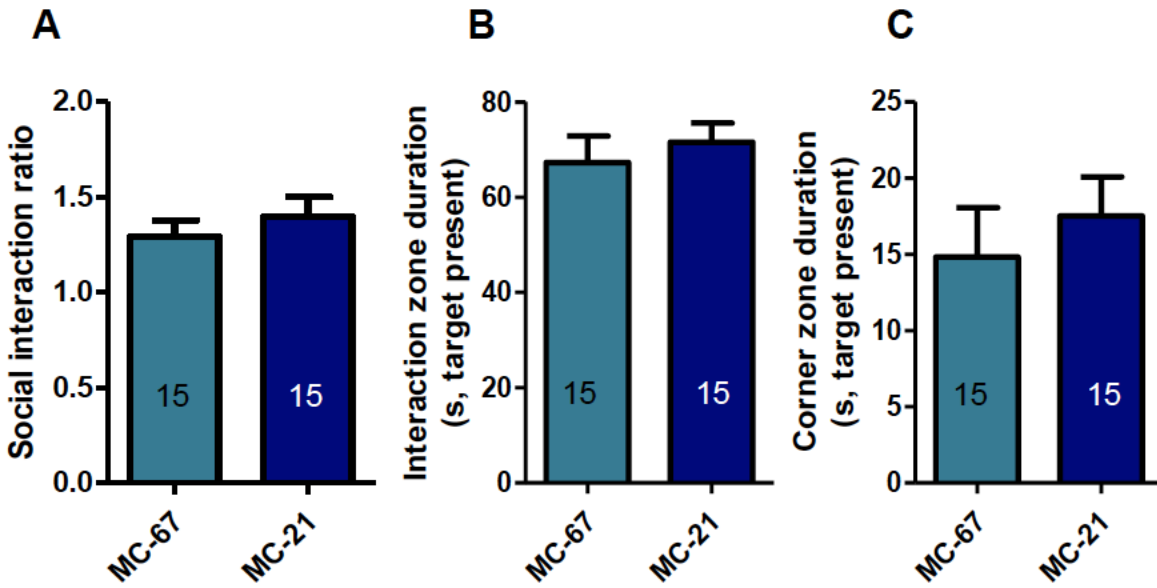 A
Social interaction ratio
2.0
1.5
1.0
0.5
0.0
15
15
MC-67
MC-21
B
Interaction zone duration
(s, target present)
80
60
40
20
0
15
15
MC-67
MC-21
C
Corner zone duration
(s, target present)
25
20
15
10
5
0
15
15
MC-67
MC-21